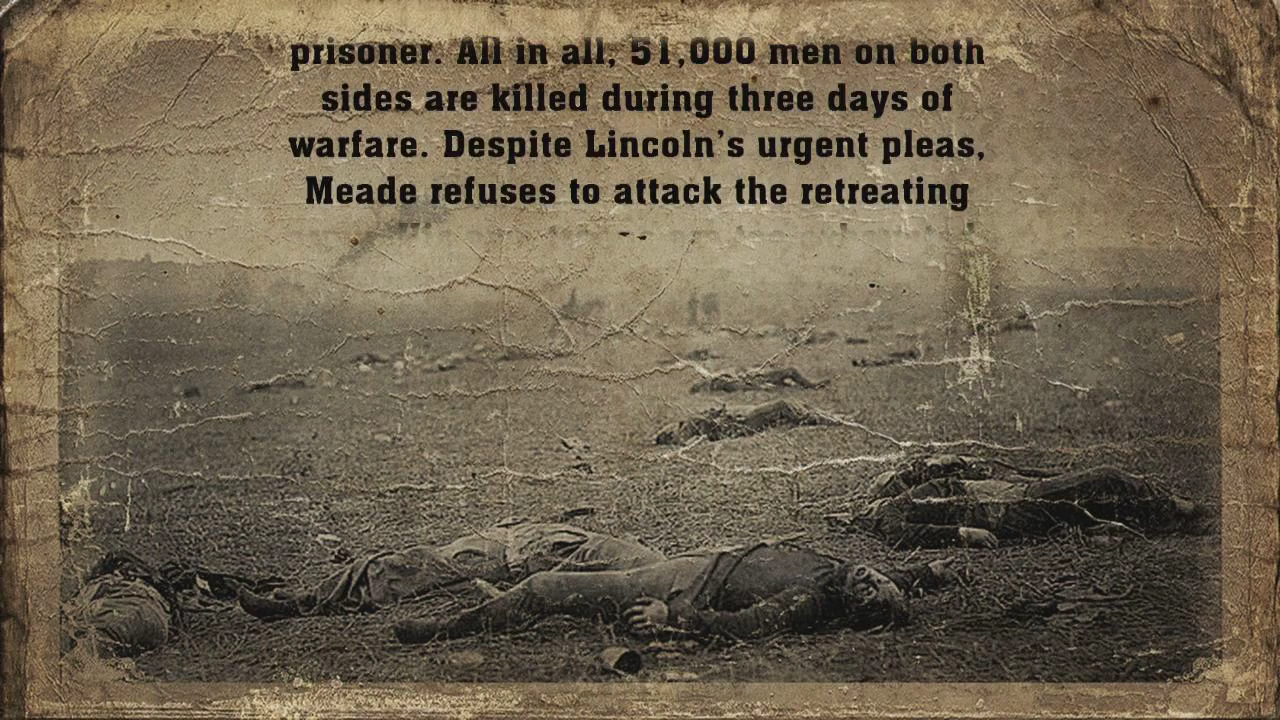 prisoner. All in all, 51,000 men on both
sides are killed during three days of
warfare. Despite Lincoln's urgent pleas,
Meade refuses to attack the retreating